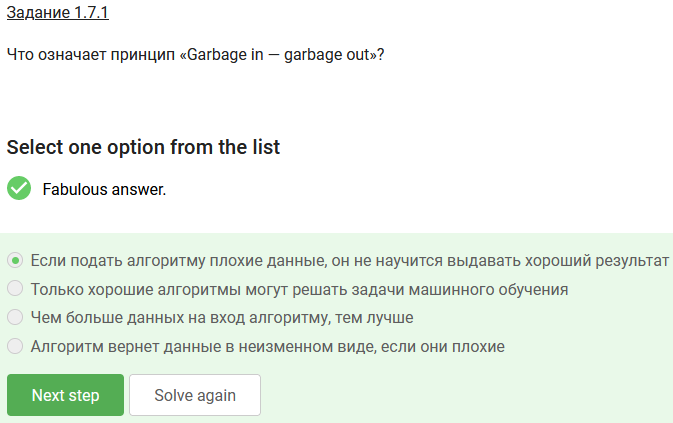 Задание 1.7.1
Что означает принцип «Garbage in — garbage out»?
Select one option from the list
Fabulous answer.
Если подать алгоритму плохие данные, он не научится выдавать хороший результат
Только хорошие алгоритмы могут решать задачи машинного обучения
Чем больше данных на вход алгоритму, тем лучше
Алгоритм вернет данные в неизменном виде, если они плохие
Next step
Solve again